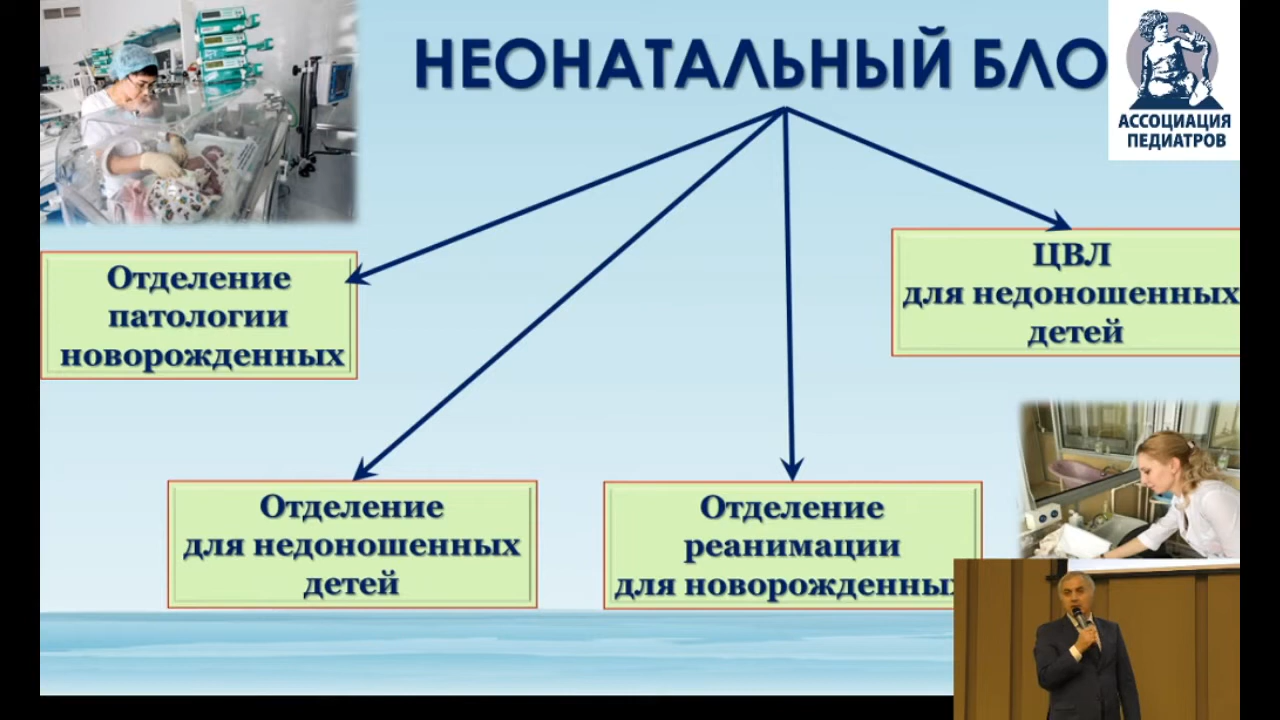 НЕОНАТАЛЬНЫЙ БЛО
АССОЦИАЦИЯ
ПЕДИАТРОВ
Отделение
патологии
новорожденных
ЦВЛ
для недоношенных
детей
Отделение
для недоношенных
детей
Отделение
реанимации
для новорожденны